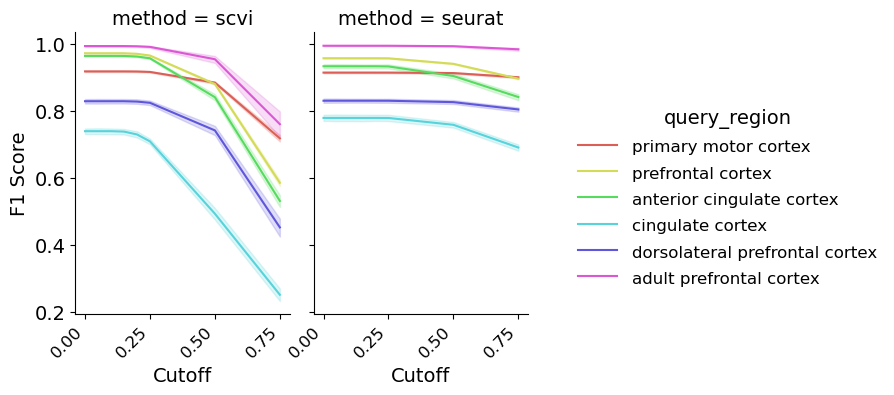 method = scvi
method = seurat
F1 Score
1.0
0.8
0.6
0.4
0.2
0.00
0.25
0.50
0.75
0.00
0.25
0.50
0.75
Cutoff
Cutoff
query_region
primary motor cortex
prefrontal cortex
anterior cingulate cortex
cingulate cortex
dorsolateral prefrontal cortex
adult prefrontal cortex